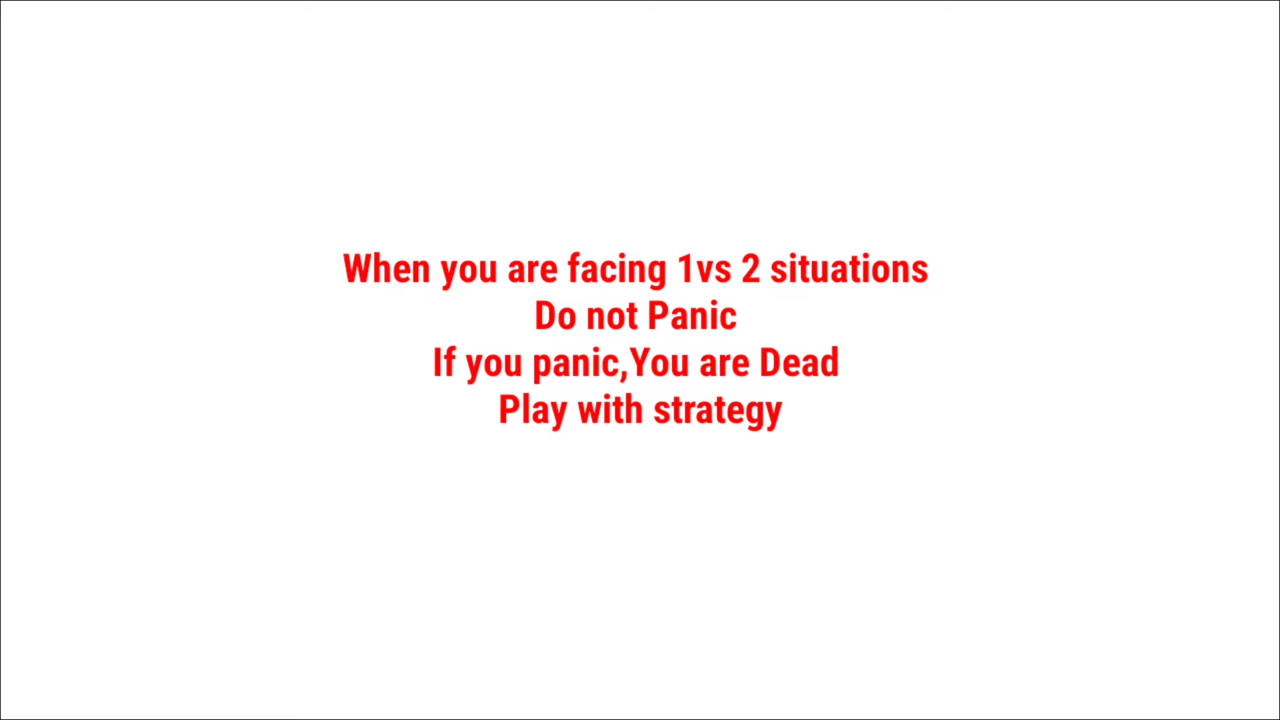 When you are facing 1vs 2 situations
Do not Panic
If you panic,You are Dead
Play with strategy